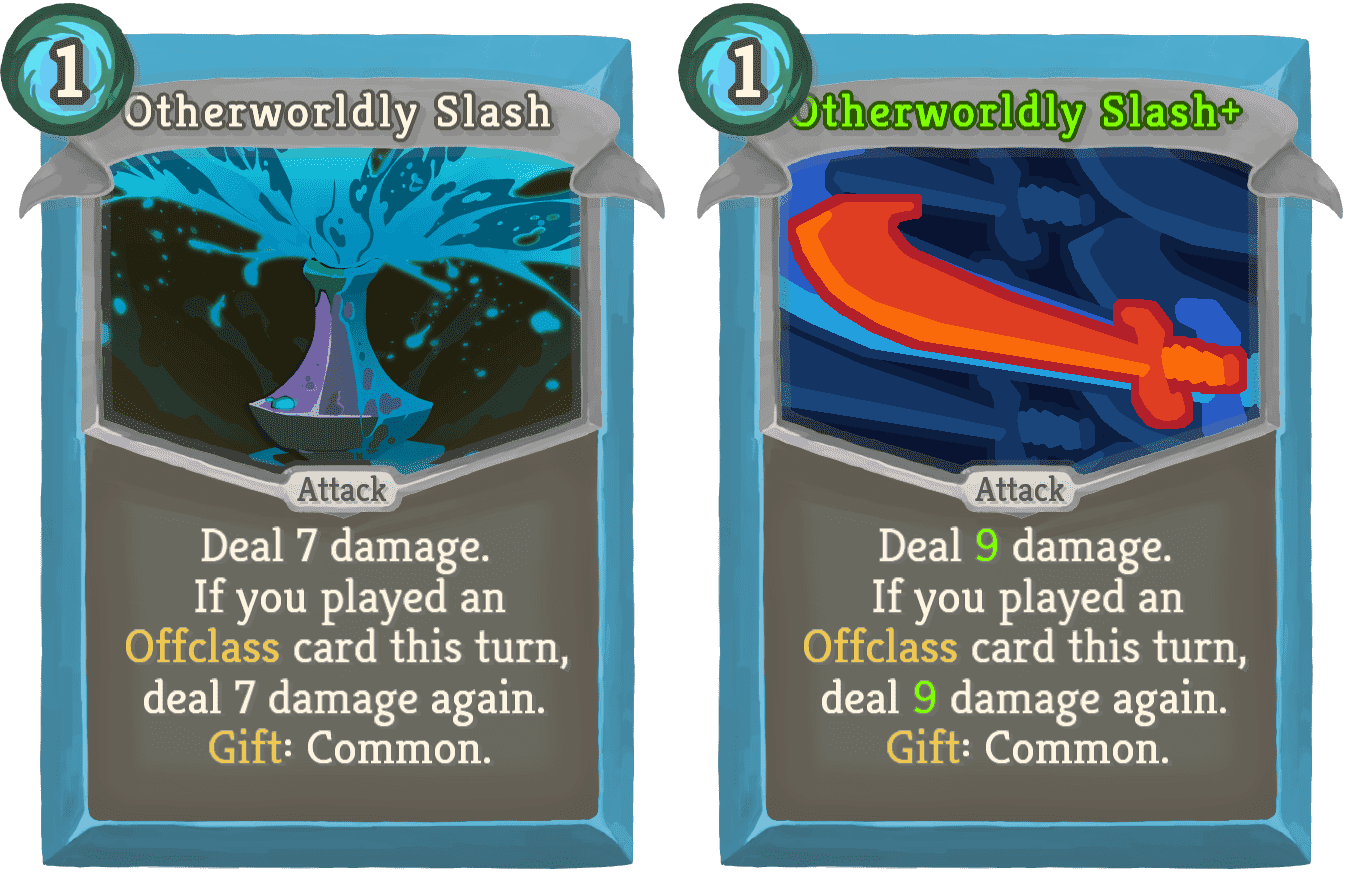 1
Otherworldly Slash
Attack
Deal 7 damage.
If you played an
Offclass card this turn,
deal 7 damage again.
Gift: Common.
1
Otherworldly Slash+
Attack
Deal 9 damage.
If you played an
Offclass card this turn,
deal 9 damage again.
Gift: Common.